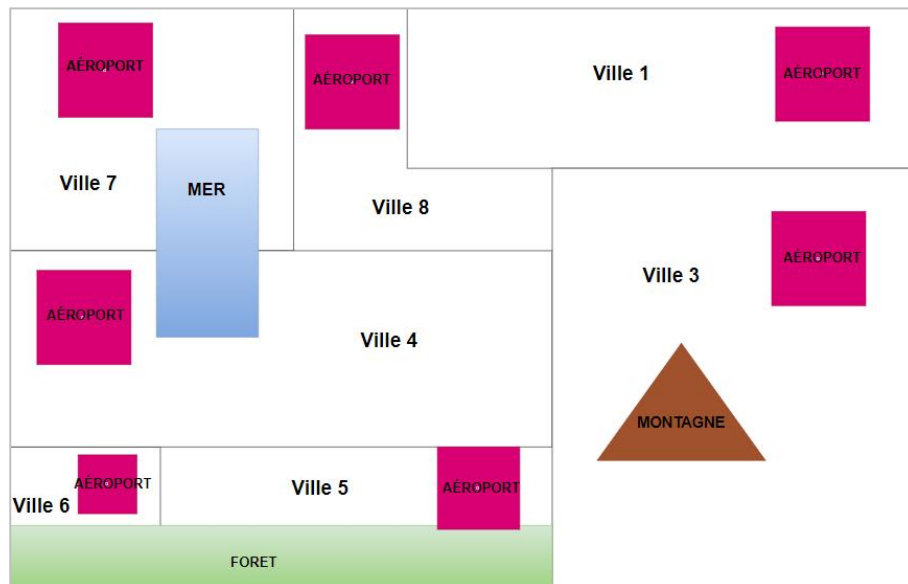 AÉROPORT
AÉROPORT
Ville 1
AÉROPORT
Ville 7
MER
Ville 8
AÉROPORT
Ville 3
AÉROPORT
Ville 4
MONTAGNE
AÉROPORT
Ville 6
Ville 5
AÉROPORT
FORET